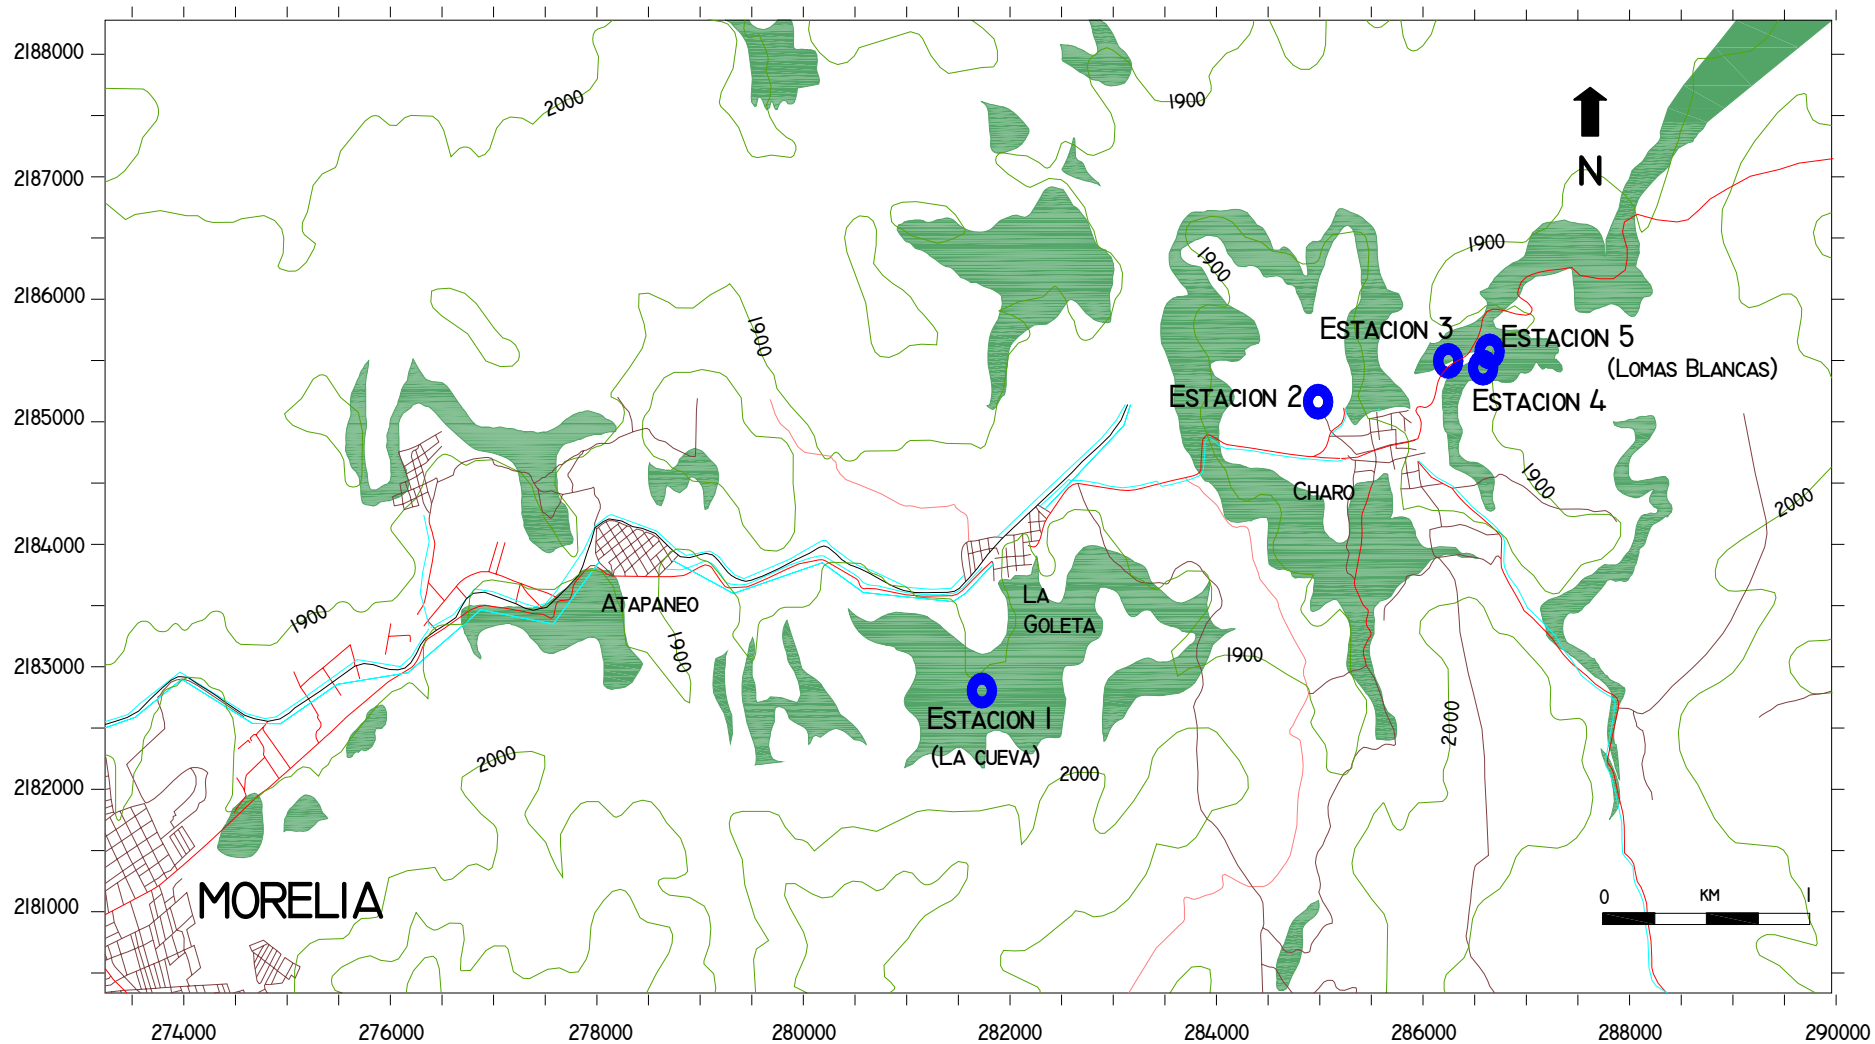 2188000
2000
1900
2187000
N
1900
1900
2186000
1900
ESTACION 3
ESTACION 5
(LOMAS BLANCAS)
ESTACION 2
ESTACION 4
2185000
CHARO
1900
2000
2184000
ATAPANEO
LA
GOLETA
1900
1900
1900
2183000
ESTACION 1
(LA CUEVA)
2000
2000
2000
2182000
MORELIA
2181000
0 KM 1
274000 276000 278000 280000 282000 284000 286000 288000 290000